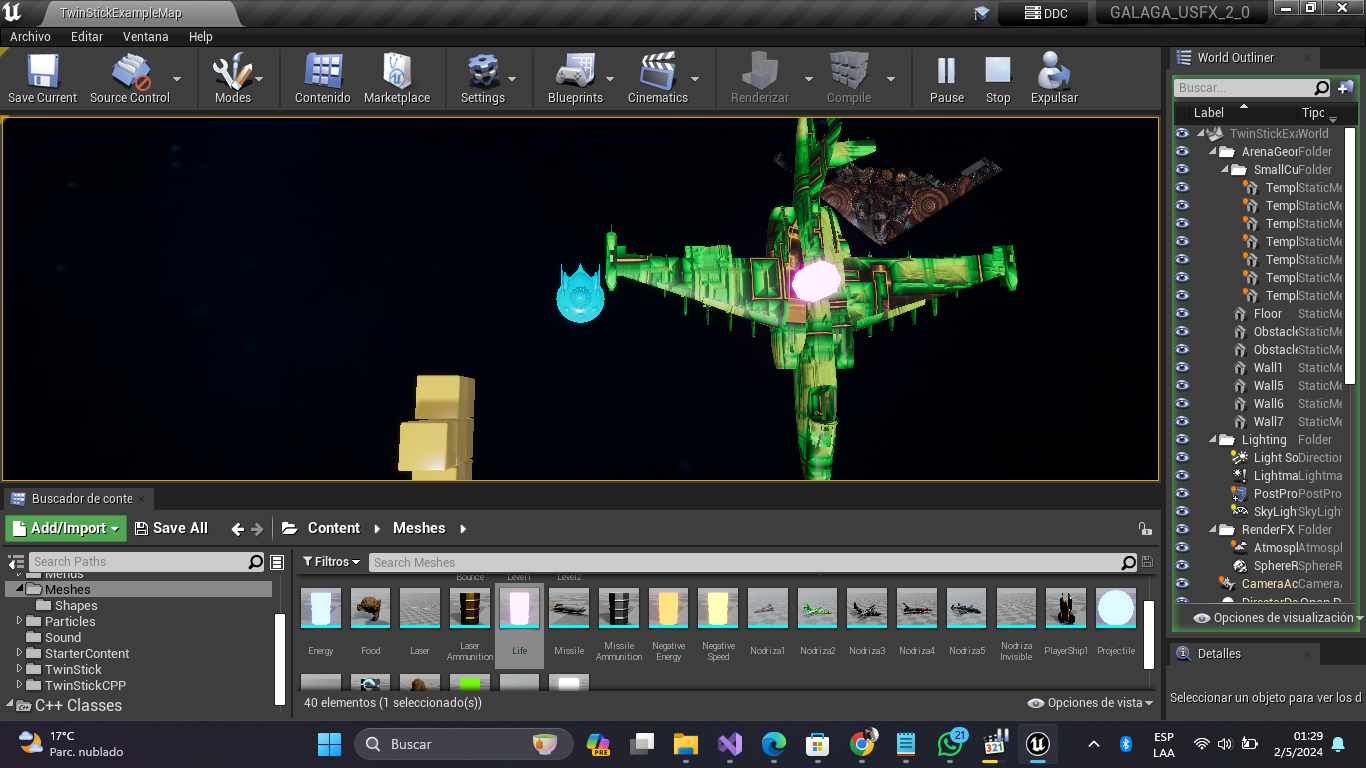 TwinStickExampleMap
DDC
GALAGA_USFX_2_0
Archivo Editar Ventana Help
Save Current
Source Control
Modes
Contenido
Marketplace
Settings
Blueprints
Cinematics
Renderizar
Compile
Pause
Stop
Expulsar
World Outliner
Buscar...
Label
Tipo
TwinStickExa World
ArenaGeor Folder
SmallCu Folder
Templ StaticMe
Templ StaticMe
Templ StaticMe
Templ StaticMe
Templ StaticMe
Templ StaticMe
Templ StaticMe
Floor StaticMe
Obstacle StaticMe
Obstacle StaticMe
Wall1 StaticMe
Wall5 StaticMe
Wall6 StaticMe
Wall7 StaticMe
Lighting Folder
Light So Direction
Lightma Lightma
PostPro PostPro
SkyLigh SkyLigh
RenderFX Folder
Atmospl Atmospl
SphereR SphereR
CameraAc CameraA
Opciones de visualización
Detalles
Seleccionar un objeto para ver los d
Buscador de conte
Add/Import
Save All
Content
Meshes
Search Paths
Menus
Meshes
Shapes
Particles
Sound
StarterContent
TwinStick
TwinStickCPP
C++ Classes
Filtros
Search Meshes
Bounce
Level1
Level2
Energy
Food
Laser
Laser Ammunition
Life
Missile
Missile Ammunition
Negative Energy
Negative Speed
Nodriza1
Nodriza2
Nodriza3
Nodriza4
Nodriza5
Nodriza Invisible
PlayerShip1
Projectile
40 elementos (1 seleccionado(s))
Opciones de vista
17°C
Parc. nublado
Buscar
PRE
21
321
ESP
LAA
01:29
2/5/2024